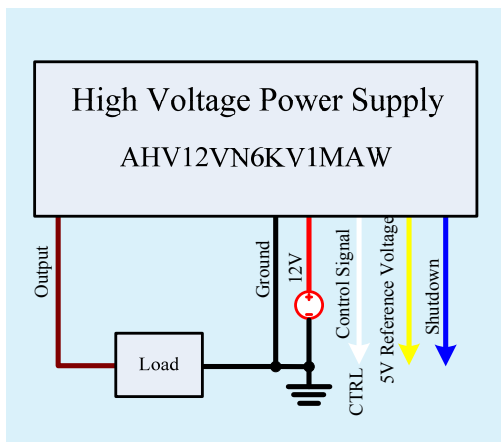 High Voltage Power Supply
AHV12VN6KV1MAW
Output
Ground
12V
Control Signal
CTRL
5V Reference Voltage
Shutdown
Load